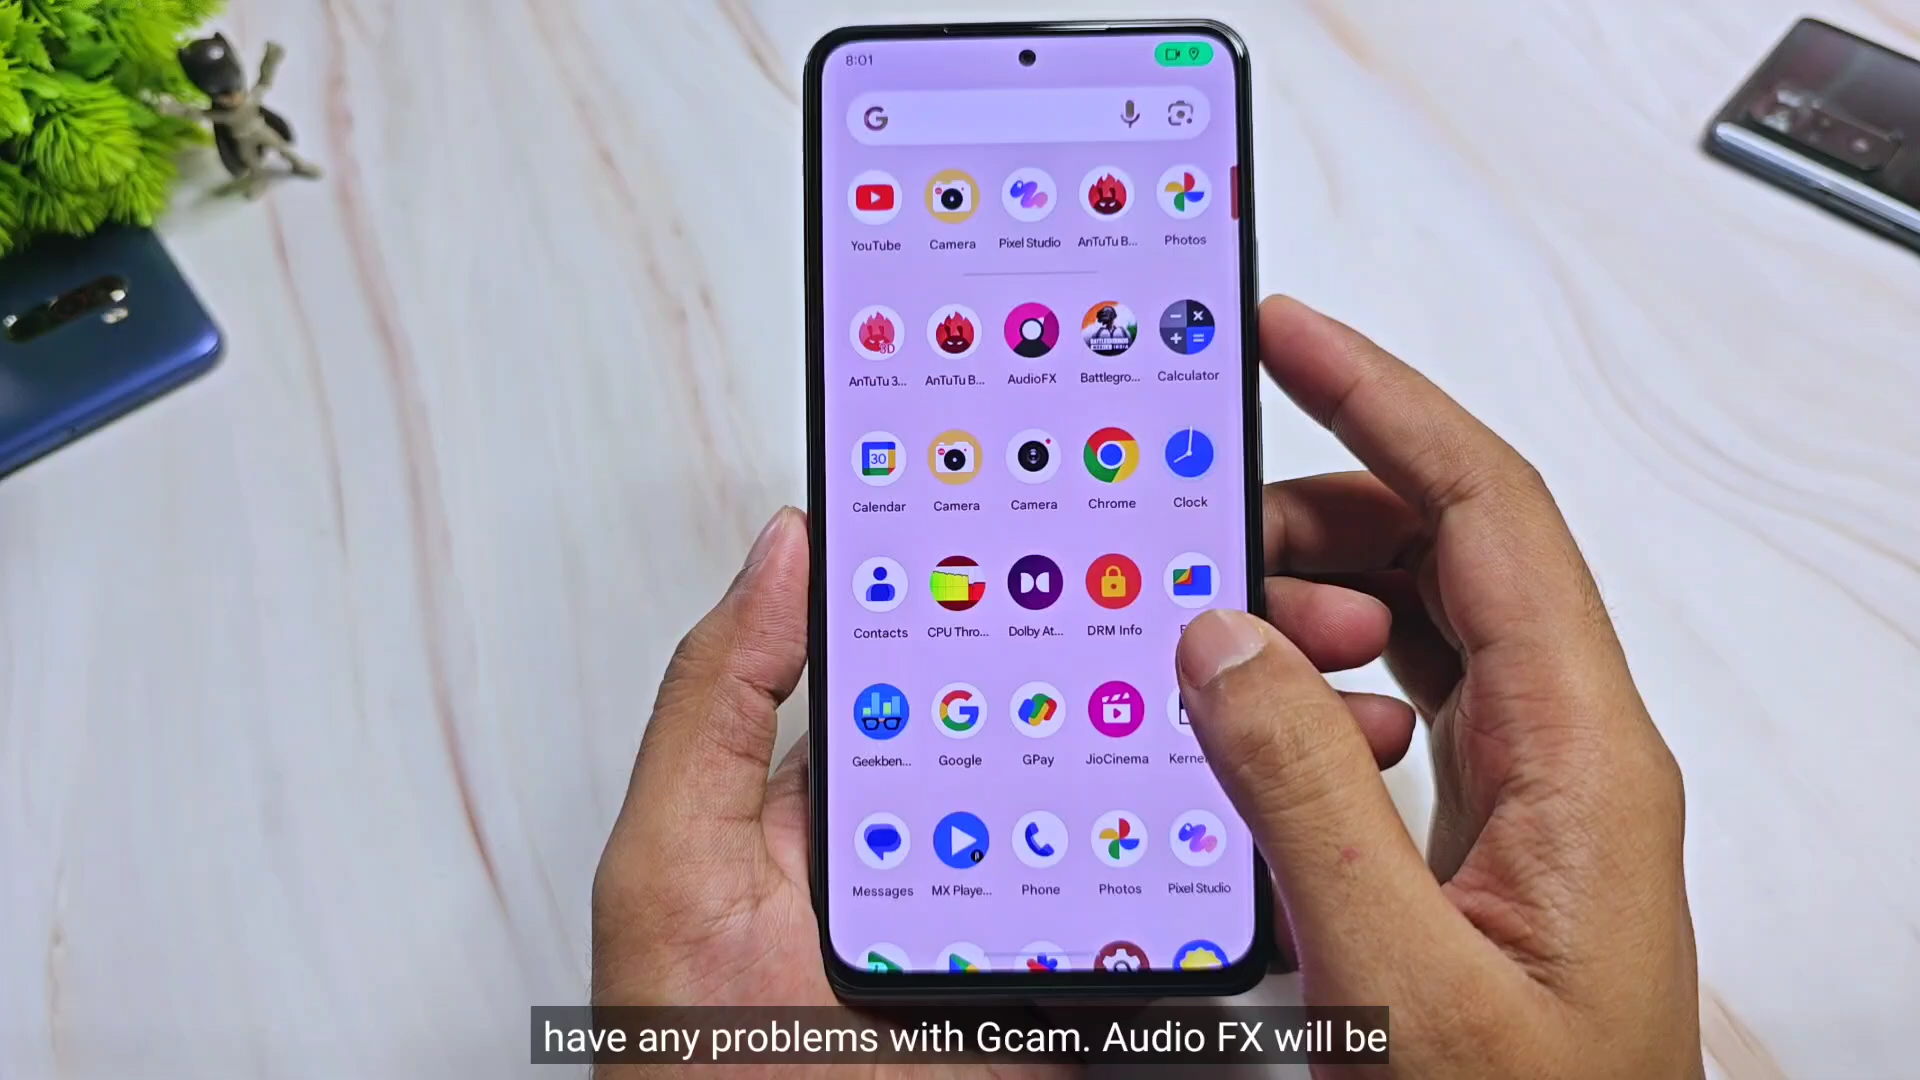 8:01
YouTube
Camera
Pixel Studio
AnTuTu B...
Photos
AnTuTu 3...
AnTuTu B...
AudioFX
Battlegro...
Calculator
Calendar
Camera
Camera
Chrome
Clock
Contacts
CPU Thro...
Dolby At...
DRM Info
Geekben...
Google
GPay
JioCinema
Kerne
Messages
MX Playe...
Phone
Photos
Pixel Studio
have any problems with Gcam. Audio FX will be